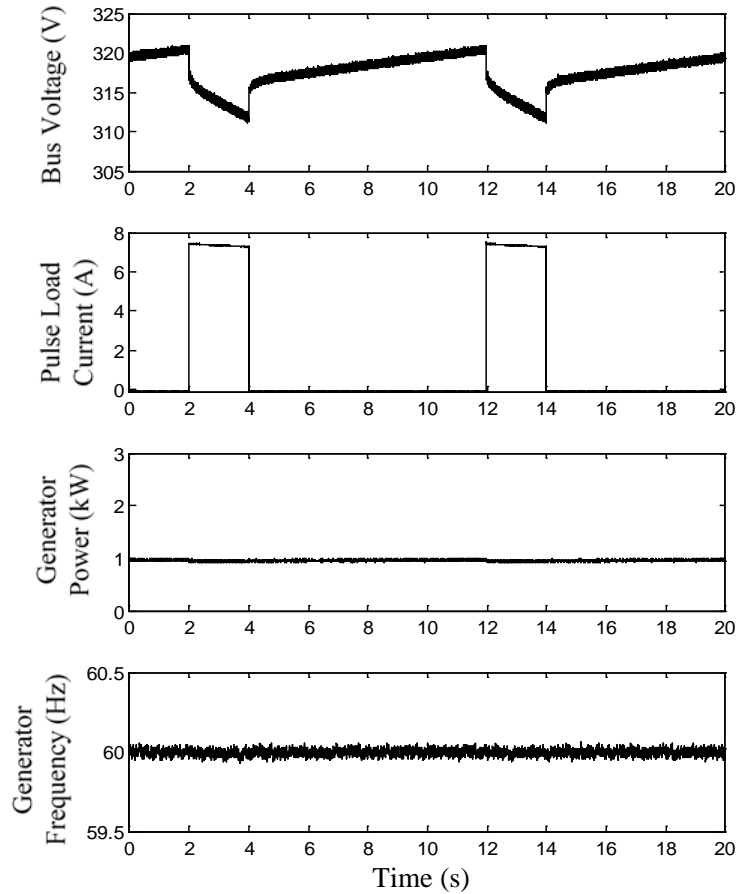 Bus Voltage (V)
325
320
315
310
305
0 2 4 6 8 10 12 14 16 18 20
Pulse Load
Current (A)
8
6
4
2
0
0 2 4 6 8 10 12 14 16 18 20
Generator
Power (kW)
3
2
1
0
0 2 4 6 8 10 12 14 16 18 20
Generator
Frequency (Hz)
60.5
60
59.5
0 2 4 6 8 10 12 14 16 18 20
Time (s)